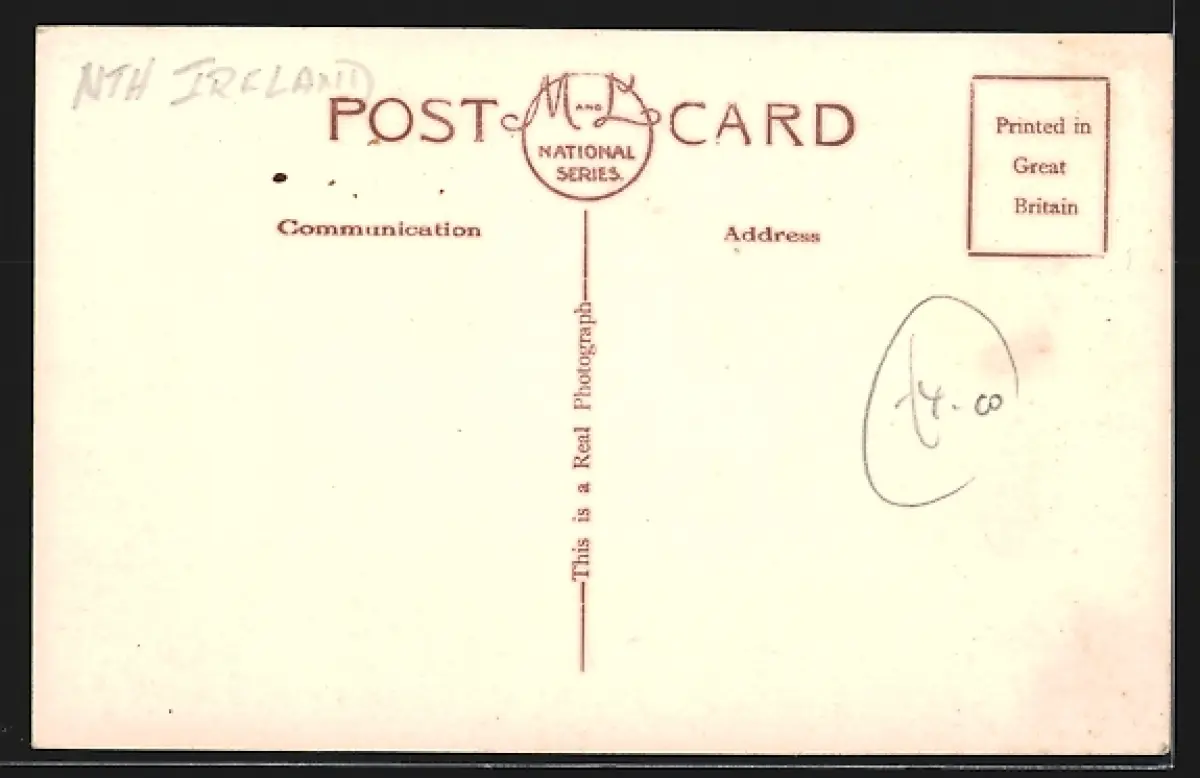 NTH IRELAND
POST CARD
M AND L
NATIONAL
SERIES.
Printed in
Great
Britain
Communication
Address
This is a Real Photograph